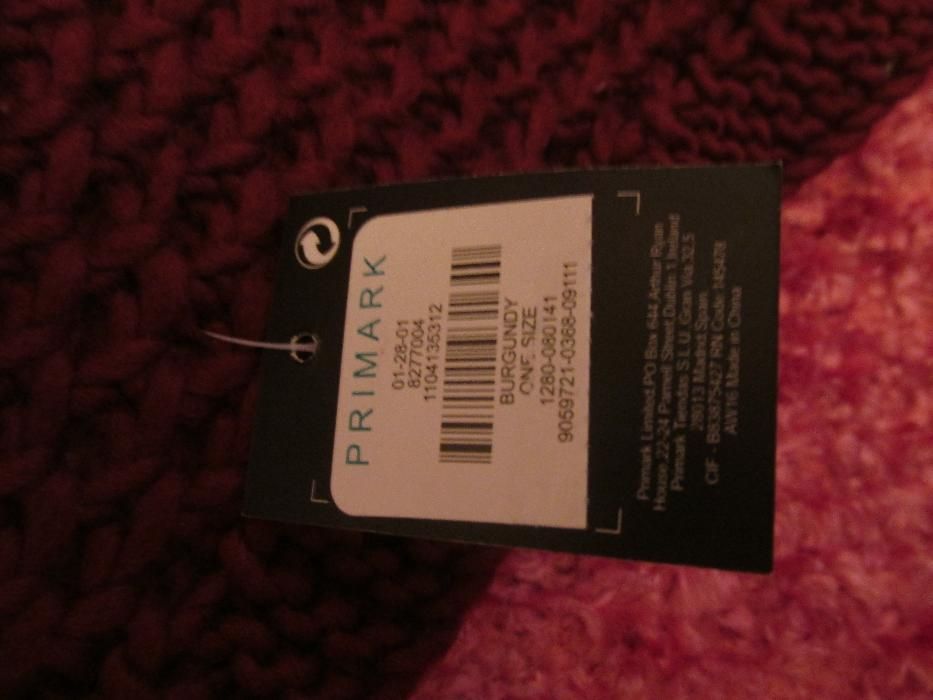 PRIMARK
01-28-01
8277004
1104135312
BURGUNDY
ONE SIZE
1280-080141
9059721-0368-09111
Primark Limited PO Box 644 Arthur Ryan
House, 22-24 Parnell Street Dublin 1 Ireland/
Primark Tiendas S.L.U. Gran Via 32.5
28013 Madrid Spain
CIF - B83875427 RN Code 145478
AW16 Made in China